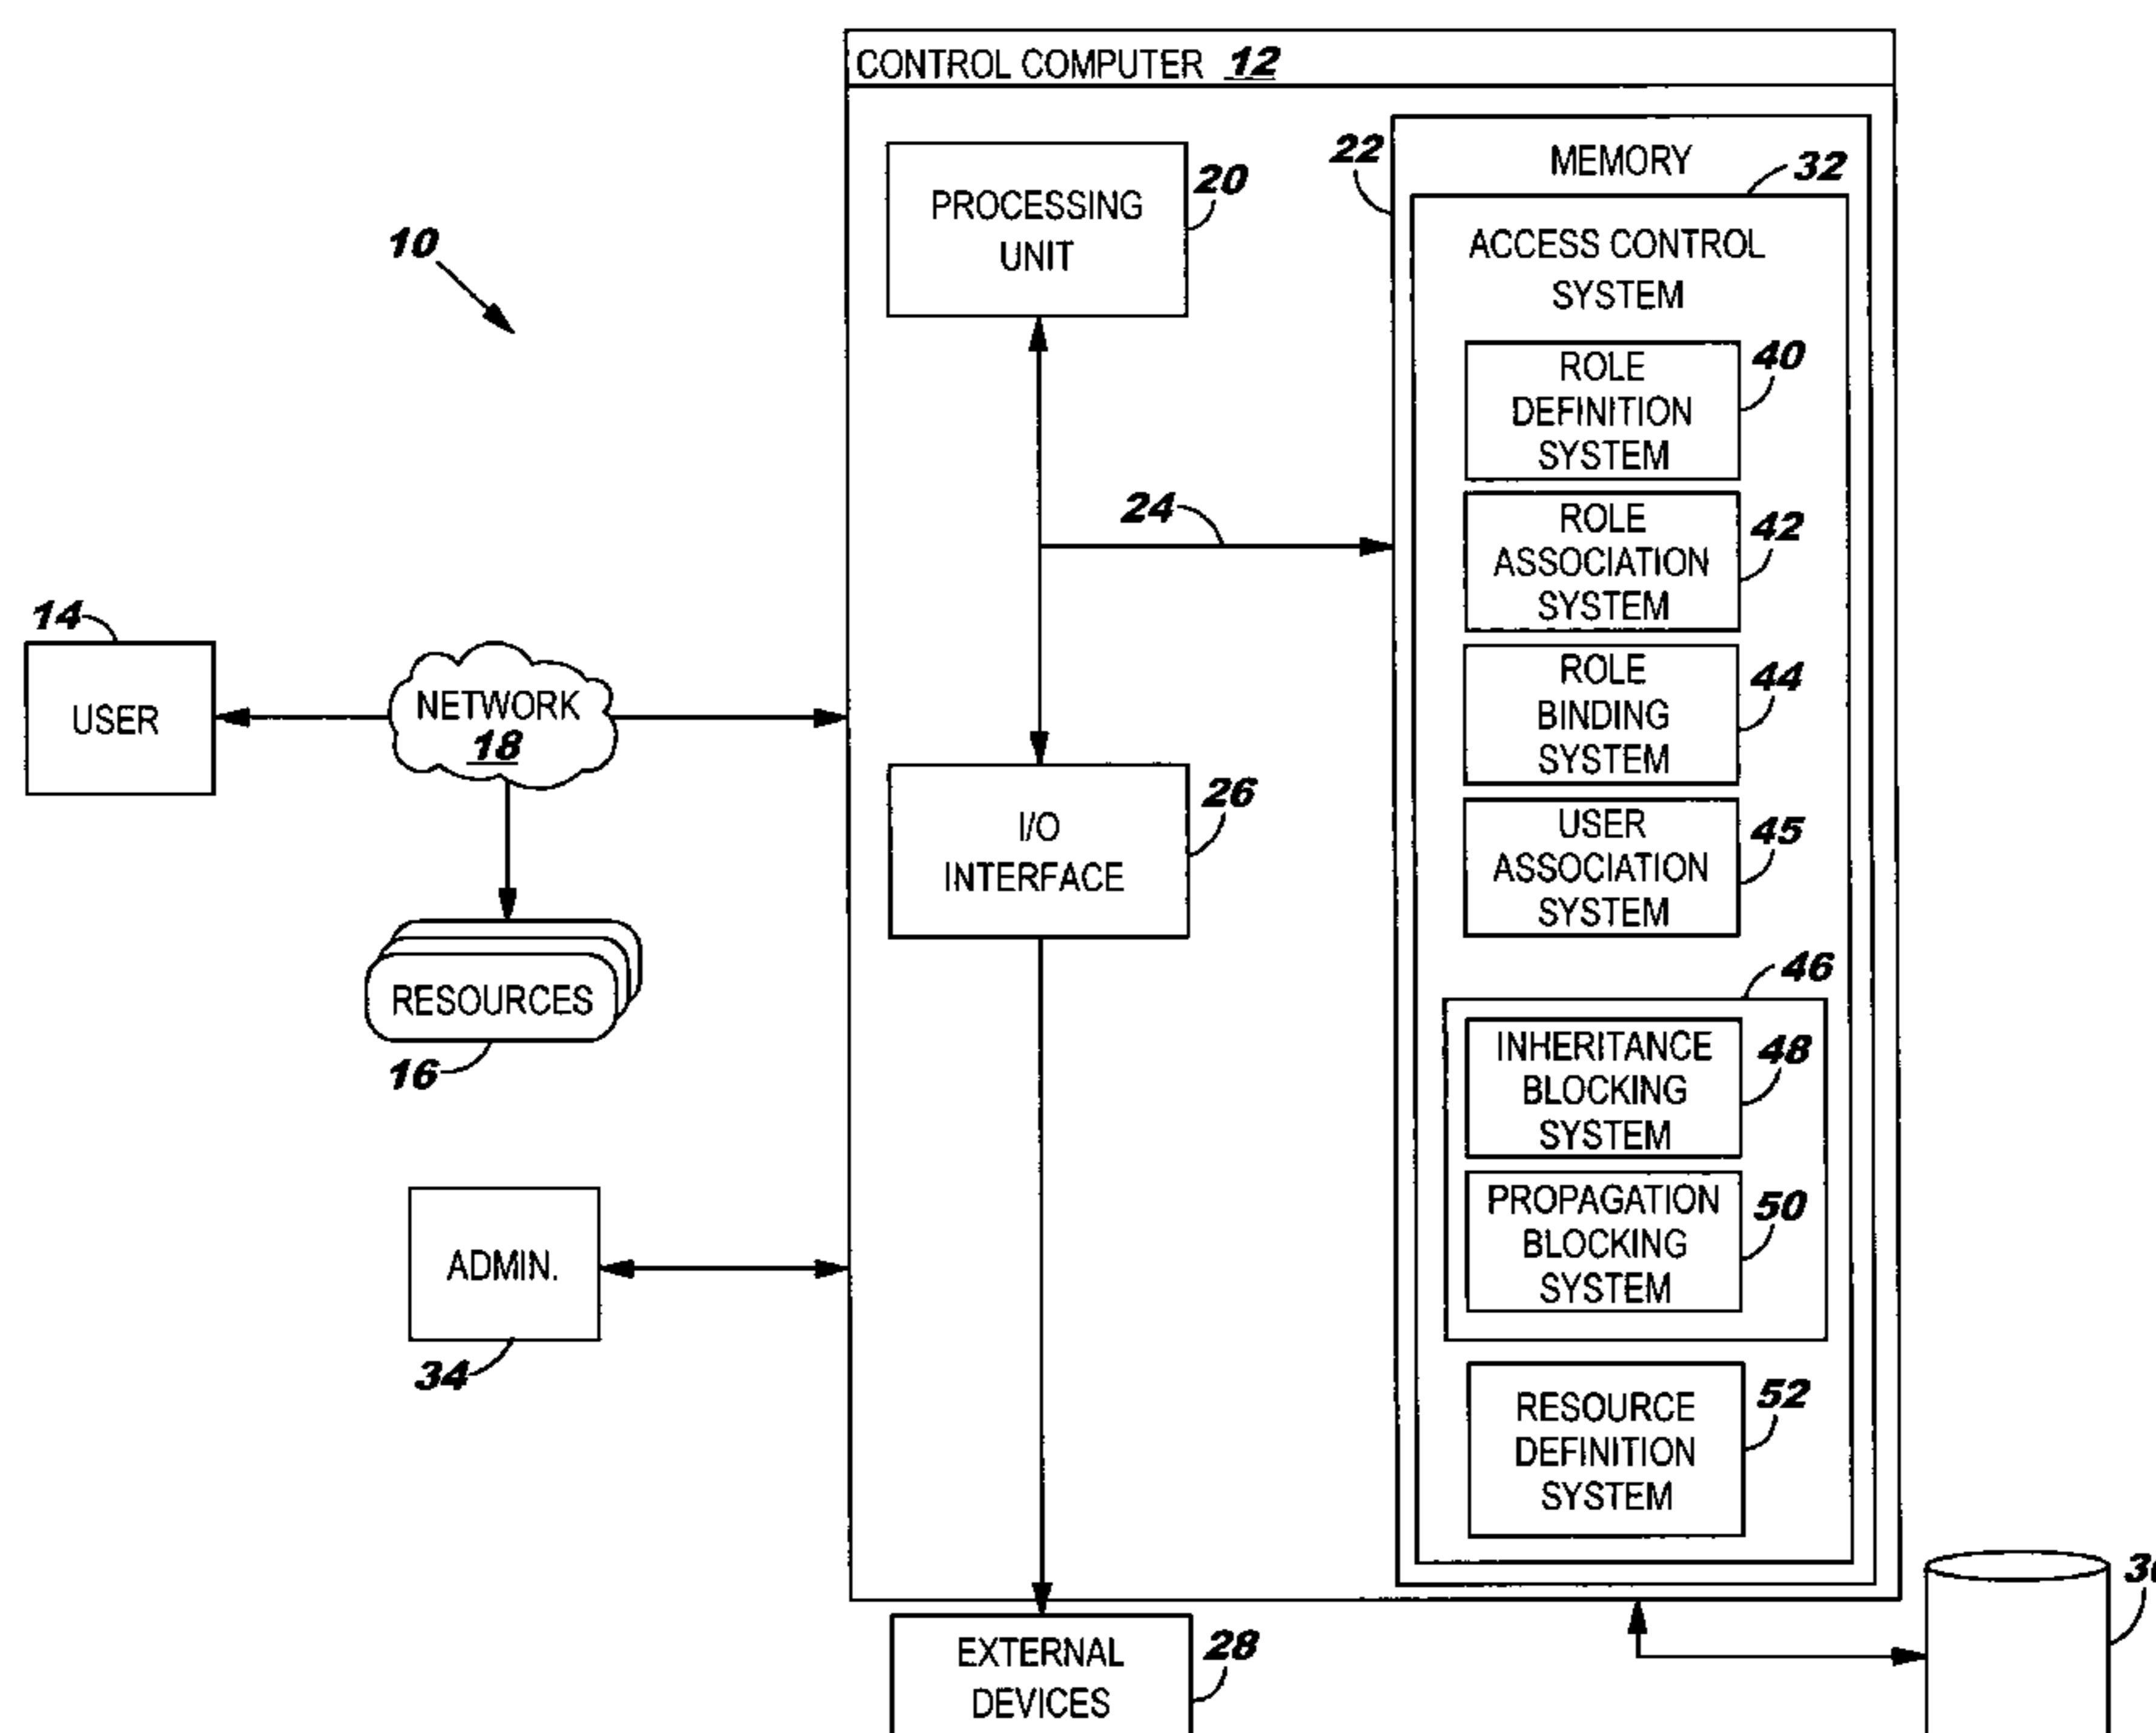 CONTROL COMPUTER 12
10
PROCESSING
UNIT
20
22
MEMORY
32
ACCESS CONTROL
SYSTEM
ROLE
DEFINITION
SYSTEM
40
24
ROLE
ASSOCIATION
SYSTEM
42
14
USER
NETWORK
18
ROLE
BINDING
SYSTEM
44
I/O
INTERFACE
26
USER
ASSOCIATION
SYSTEM
45
RESOURCES
16
46
INHERITANCE
BLOCKING
SYSTEM
48
PROPAGATION
BLOCKING
SYSTEM
50
ADMIN.
34
RESOURCE
DEFINITION
SYSTEM
52
EXTERNAL
DEVICES
28